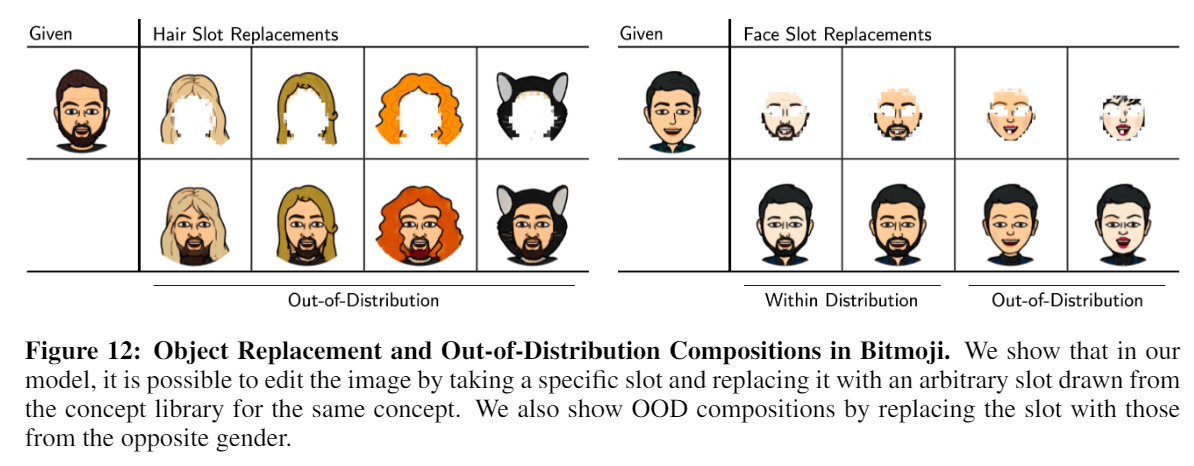 Given
Hair Slot Replacements
Out-of-Distribution
Given
Face Slot Replacements
Within Distribution
Out-of-Distribution
Figure 12: Object Replacement and Out-of-Distribution Compositions in Bitmoji. We show that in our
model, it is possible to edit the image by taking a specific slot and replacing it with an arbitrary slot drawn from
the concept library for the same concept. We also show OOD compositions by replacing the slot with those
from the opposite gender.